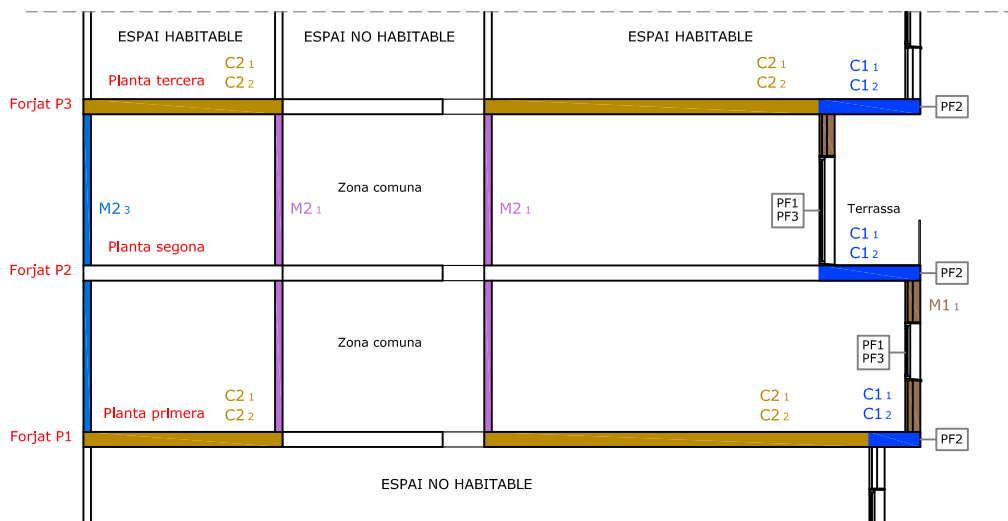 ESPAI HABITABLE
ESPAI NO HABITABLE
ESPAI HABITABLE
C2 1
C2 1
C1 1
Planta tercera
C2 2
C2 2
C1 2
Forjat P3
PF2
Zona comuna
M2 3
M2 1
M2 1
PF1
PF3
Terrassa
C1 1
Planta segona
C1 2
Forjat P2
PF2
M1 1
Zona comuna
PF1
PF3
C2 1
C2 1
C1 1
Planta primera
C2 2
C2 2
C1 2
Forjat P1
PF2
ESPAI NO HABITABLE